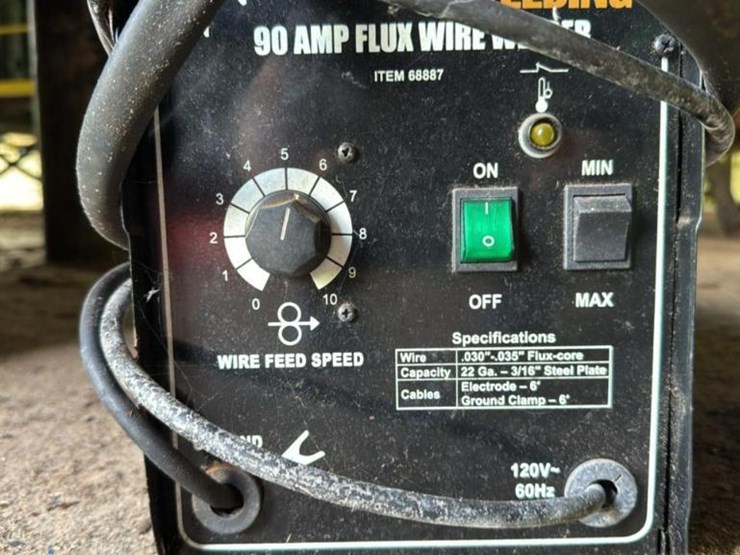 90 AMP FLUX WIRE
ITEM 68887
ON
MIN
I
O
OFF
MAX
0
1
2
3
4
5
6
7
8
9
10
WIRE FEED SPEED
Specifications
Wire .030"-.035" Flux-core
Capacity 22 Ga. – 3/16" Steel Plate
Cables Electrode – 6'
Ground Clamp – 6'
120V~
60Hz